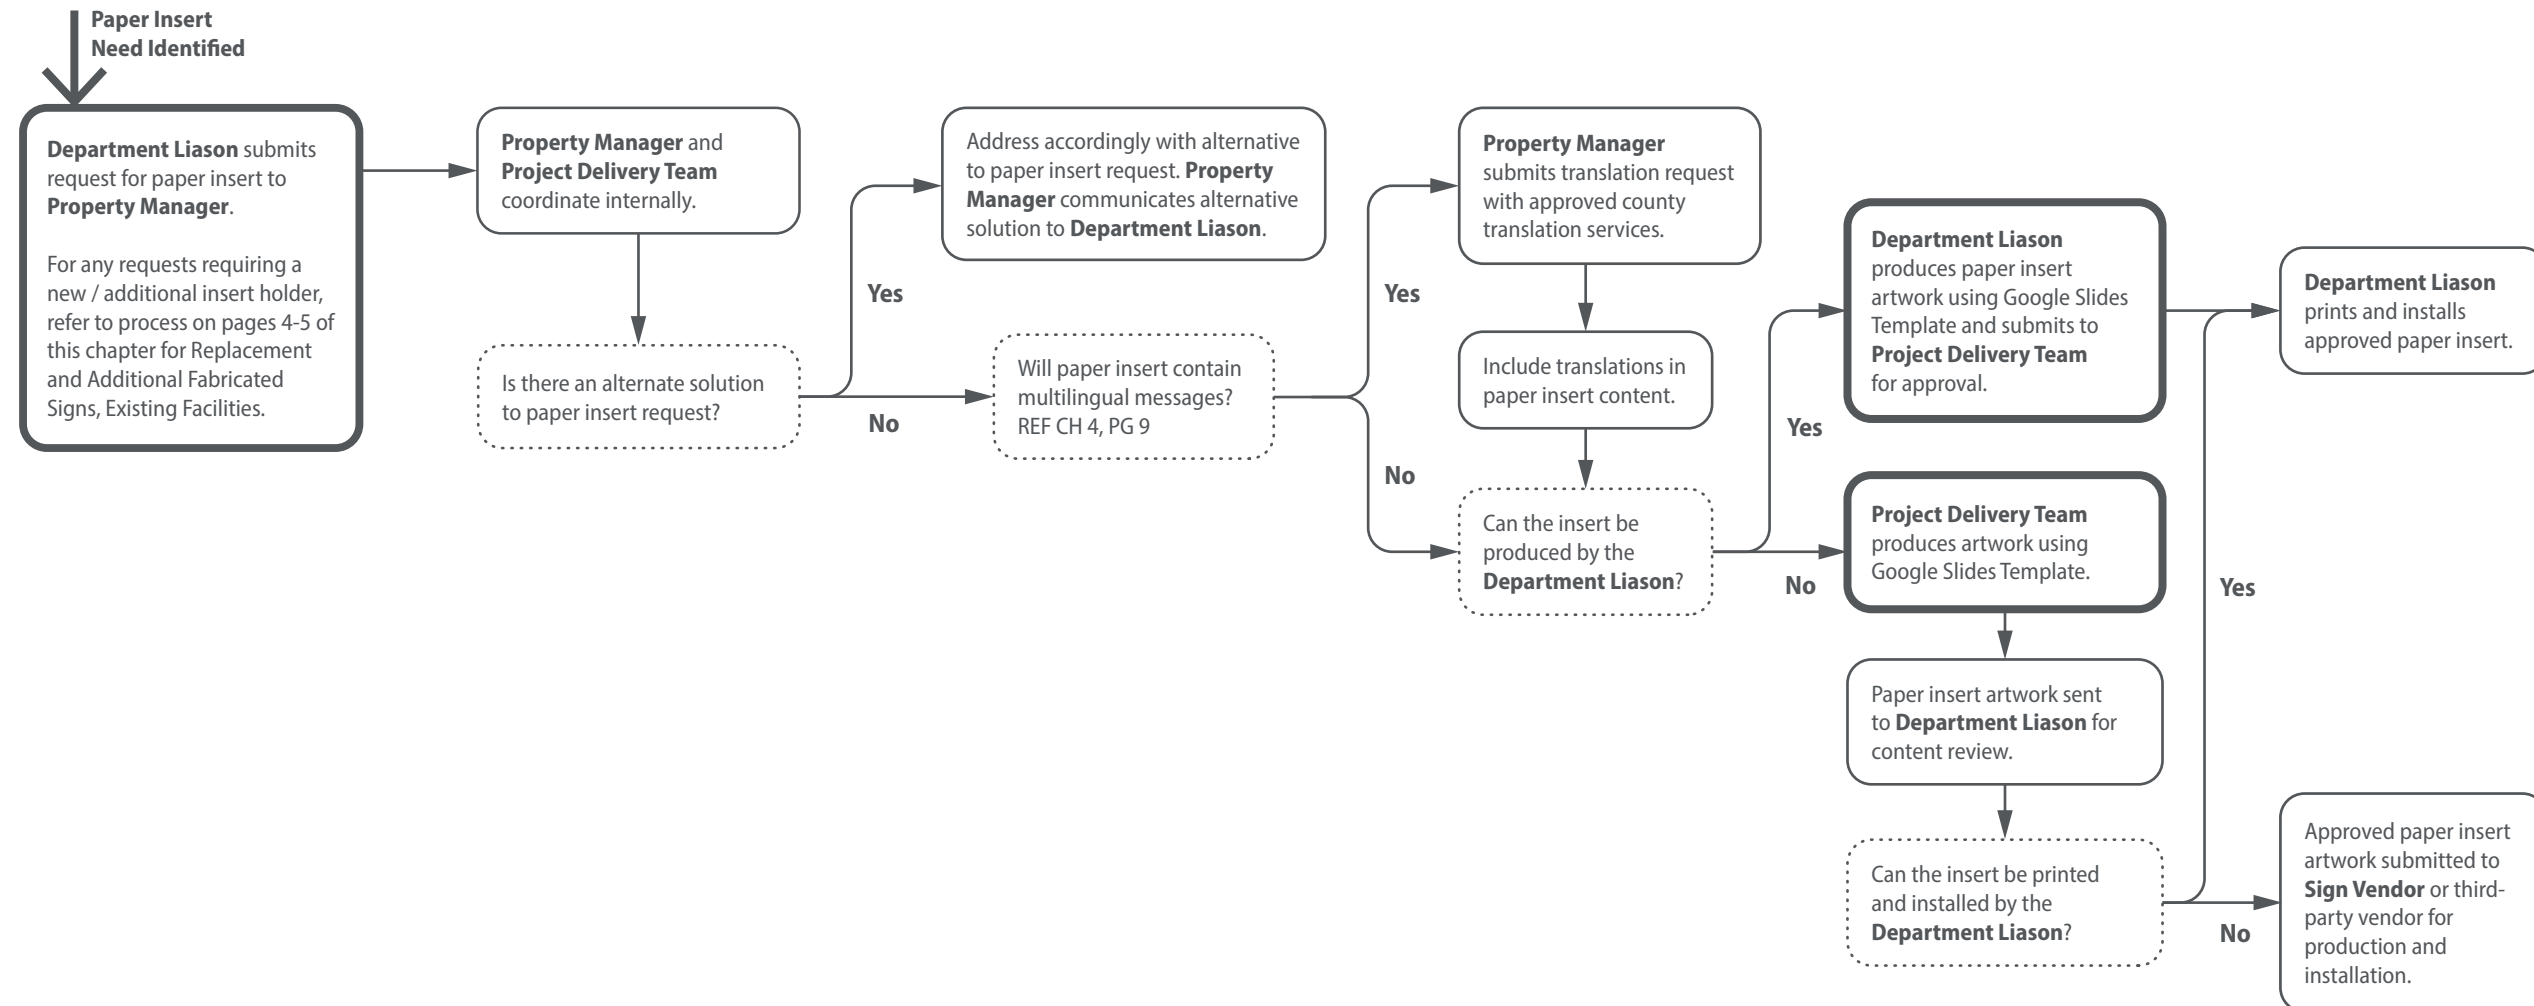 Paper Insert
Need Identified
Department Liason submits
request for paper insert to
Property Manager.
For any requests requiring a
new / additional insert holder,
refer to process on pages 4-5 of
this chapter for Replacement
and Additional Fabricated
Signs, Existing Facilities.
Property Manager and
Project Delivery Team
coordinate internally.
Is there an alternate solution
to paper insert request?
Yes
No
Address accordingly with alternative
to paper insert request. Property
Manager communicates alternative
solution to Department Liason.
Will paper insert contain
multilingual messages?
REF CH 4, PG 9
Yes
No
Property Manager
submits translation request
with approved county
translation services.
Include translations in
paper insert content.
Can the insert be
produced by the
Department Liason?
Yes
No
Department Liason
produces paper insert
artwork using Google Slides
Template and submits to
Project Delivery Team
for approval.
Project Delivery Team
produces artwork using
Google Slides Template.
Paper insert artwork sent
to Department Liason for
content review.
Can the insert be printed
and installed by the
Department Liason?
Yes
No
Department Liason
prints and installs
approved paper insert.
Approved paper insert
artwork submitted to
Sign Vendor or third-
party vendor for
production and
installation.